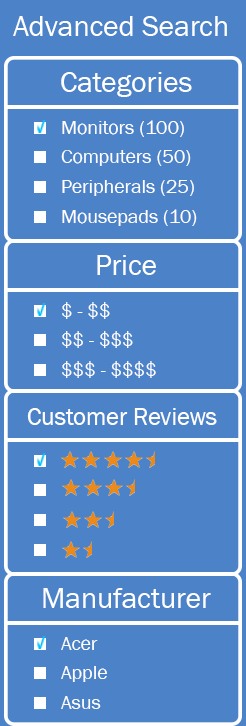 Advanced Search
Categories
Monitors (100)
Computers (50)
Peripherals (25)
Mousepads (10)
Price
$ - $$
$$ - $$$
$$$ - $$$$
Customer Reviews
Manufacturer
Acer
Apple
Asus